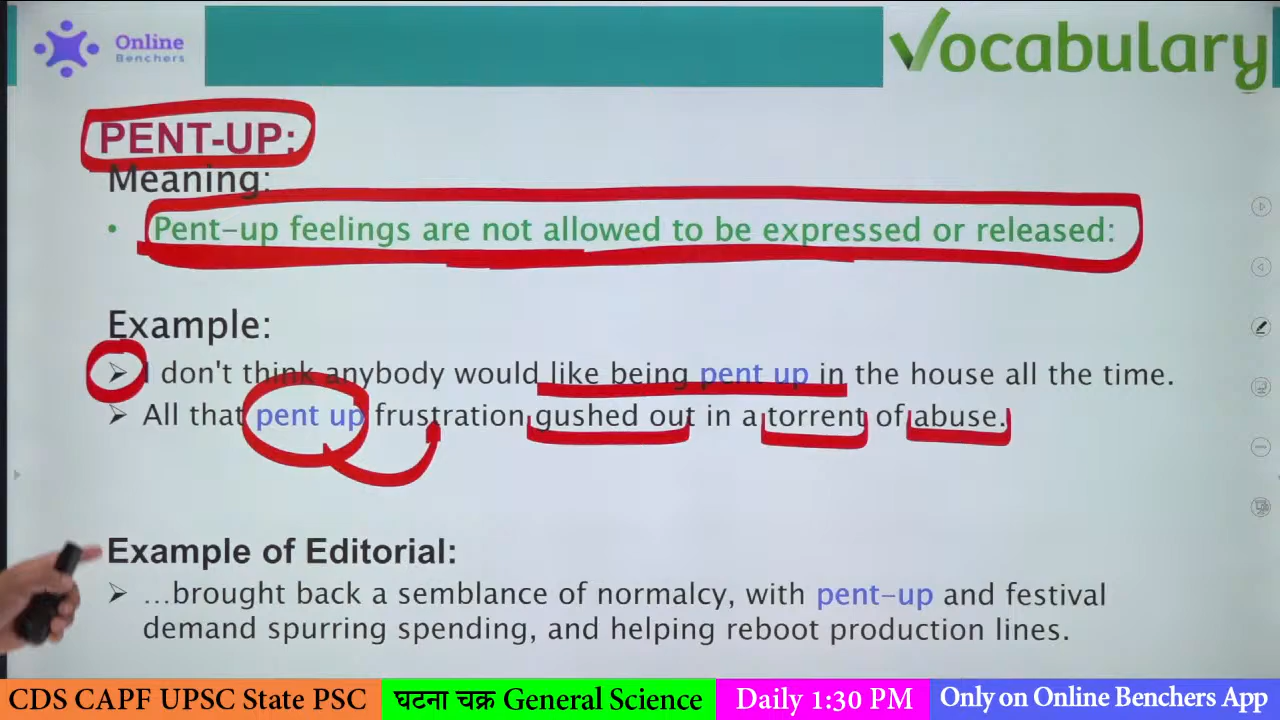 Online
Benchers
Vocabulary
PENT-UP:
Meaning:
• Pent-up feelings are not allowed to be expressed or released:
Example:
➢ I don't think anybody would like being pent up in the house all the time.
➢ All that pent up frustration gushed out in a torrent of abuse.
Example of Editorial:
➢ …brought back a semblance of normalcy, with pent-up and festival
demand spurring spending, and helping reboot production lines.
CDS CAPF UPSC State PSC घटना चक्र General Science Daily 1:30 PM Only on Online Benchers App